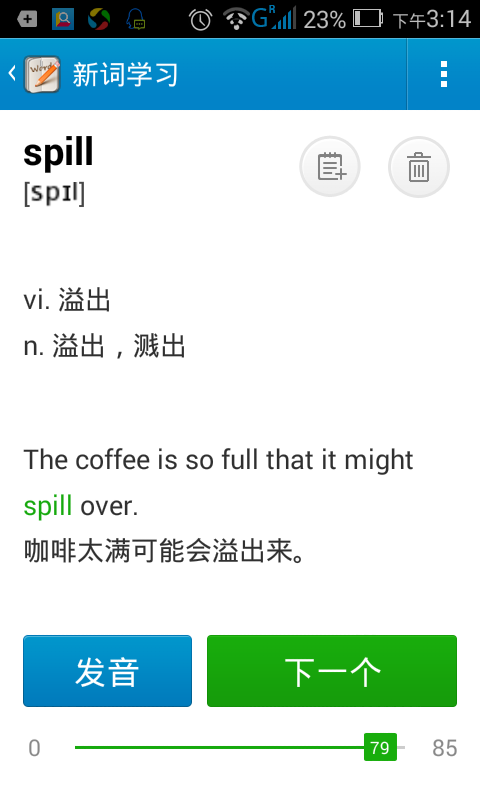 G R 23% 下午3:14
Words 新词学习
spill
[spɪl]
vi. 溢出
n. 溢出，溅出
The coffee is so full that it might
spill over.
咖啡太满可能会溢出来。
发音 下一个
0 79 85